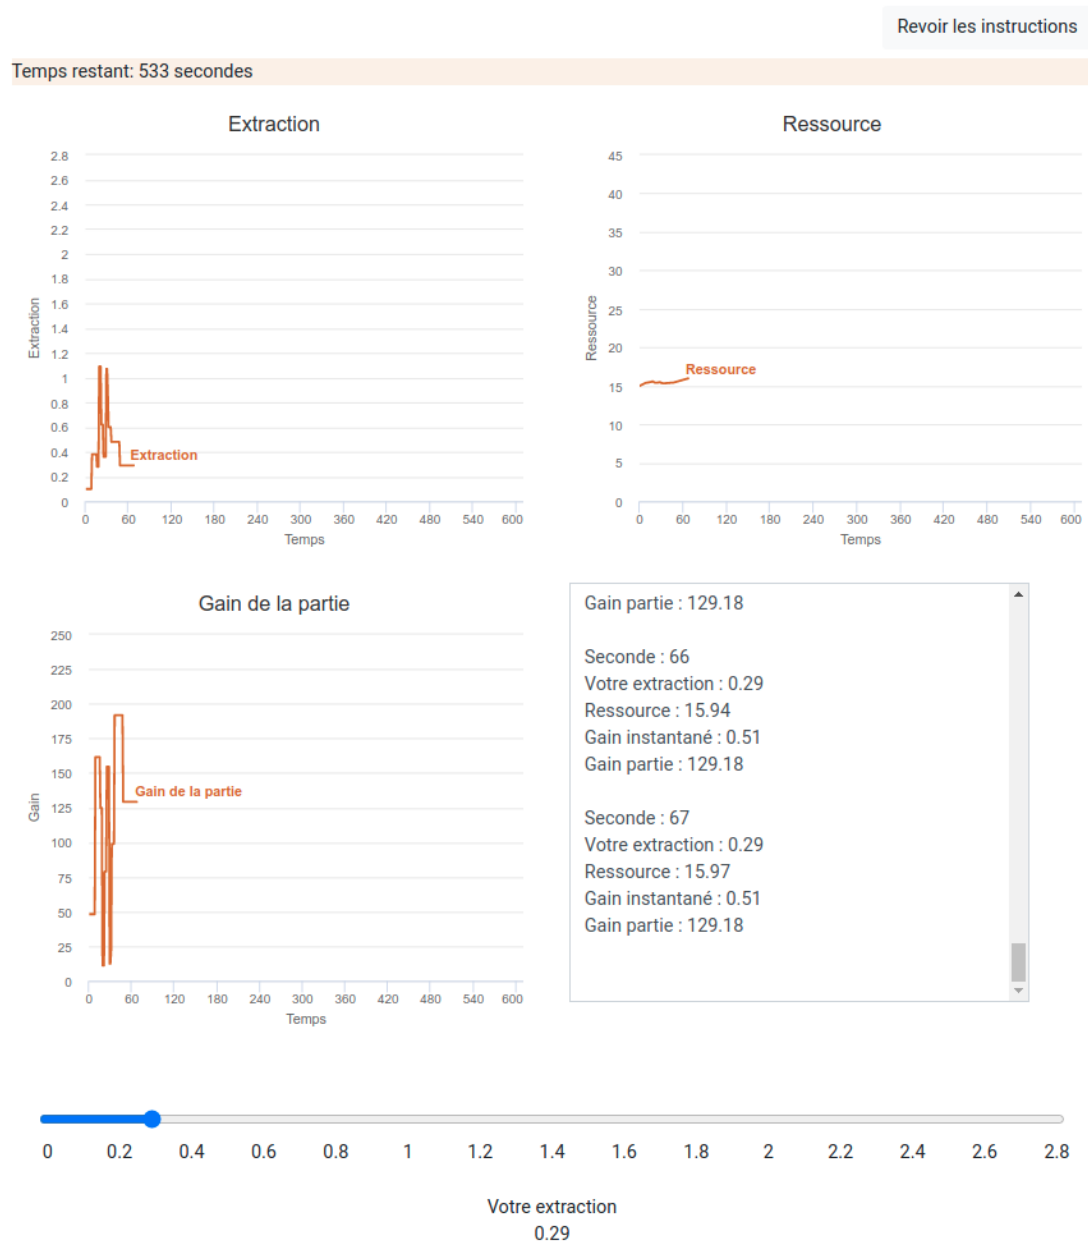 Revoir les instructions
Temps restant: 533 secondes
Extraction
2.8
2.6
2.4
2.2
2
1.8
1.6
1.4
1.2
1
0.8
0.6
0.4
0.2
0
Extraction
Extraction
0 60 120 180 240 300 360 420 480 540 600
Temps
Ressource
45
40
35
30
25
20
15
10
5
0
Ressource
Ressource
0 60 120 180 240 300 360 420 480 540 600
Temps
Gain de la partie
250
225
200
175
150
125
100
75
50
25
0
Gain
Gain de la partie
0 60 120 180 240 300 360 420 480 540 600
Temps
Gain partie : 129.18
Seconde : 66
Votre extraction : 0.29
Ressource : 15.94
Gain instantané : 0.51
Gain partie : 129.18
Seconde : 67
Votre extraction : 0.29
Ressource : 15.97
Gain instantané : 0.51
Gain partie : 129.18
0 0.2 0.4 0.6 0.8 1 1.2 1.4 1.6 1.8 2 2.2 2.4 2.6 2.8
Votre extraction
0.29